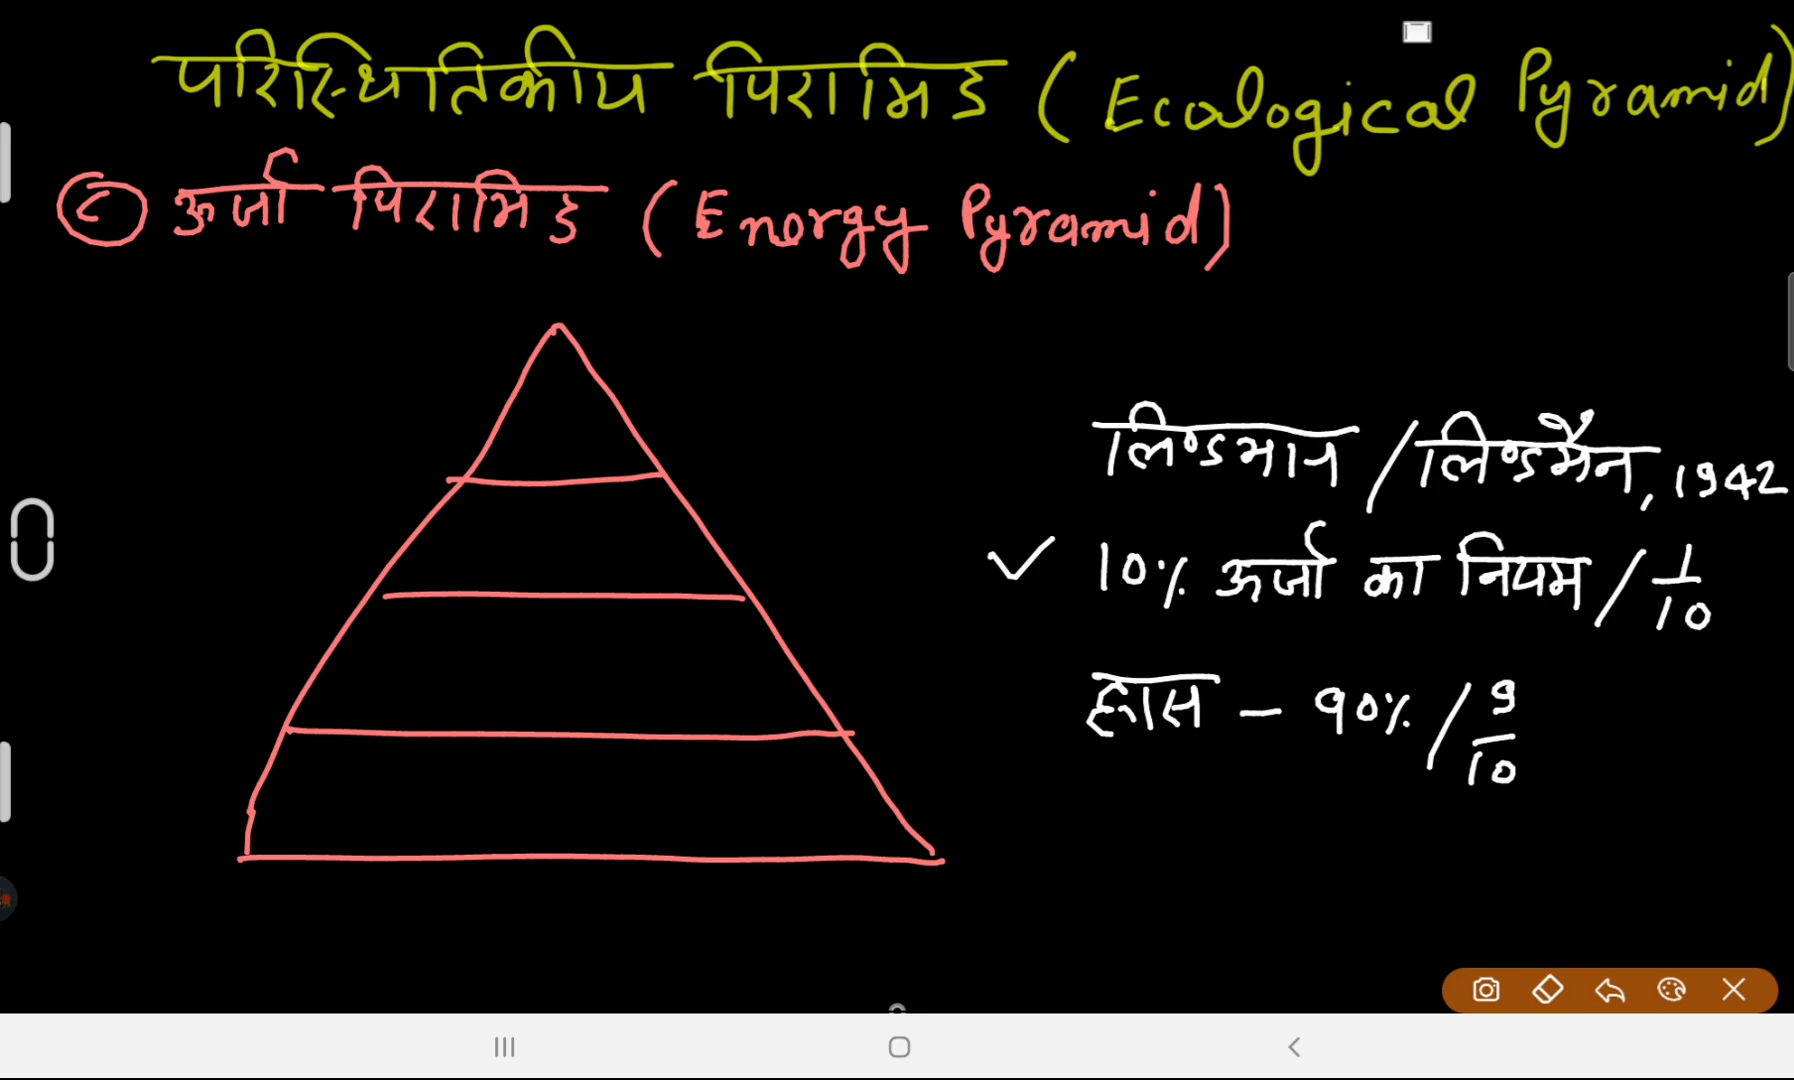 परिस्थितिकीय पिरामिड (Ecological Pyramid)
(C) ऊर्जा पिरामिड (Energy Pyramid)
लिण्डमान / लिण्डमैन, 1942
✓ 10% ऊर्जा का नियम / 1/10
ह्रास - 90% / 9/10